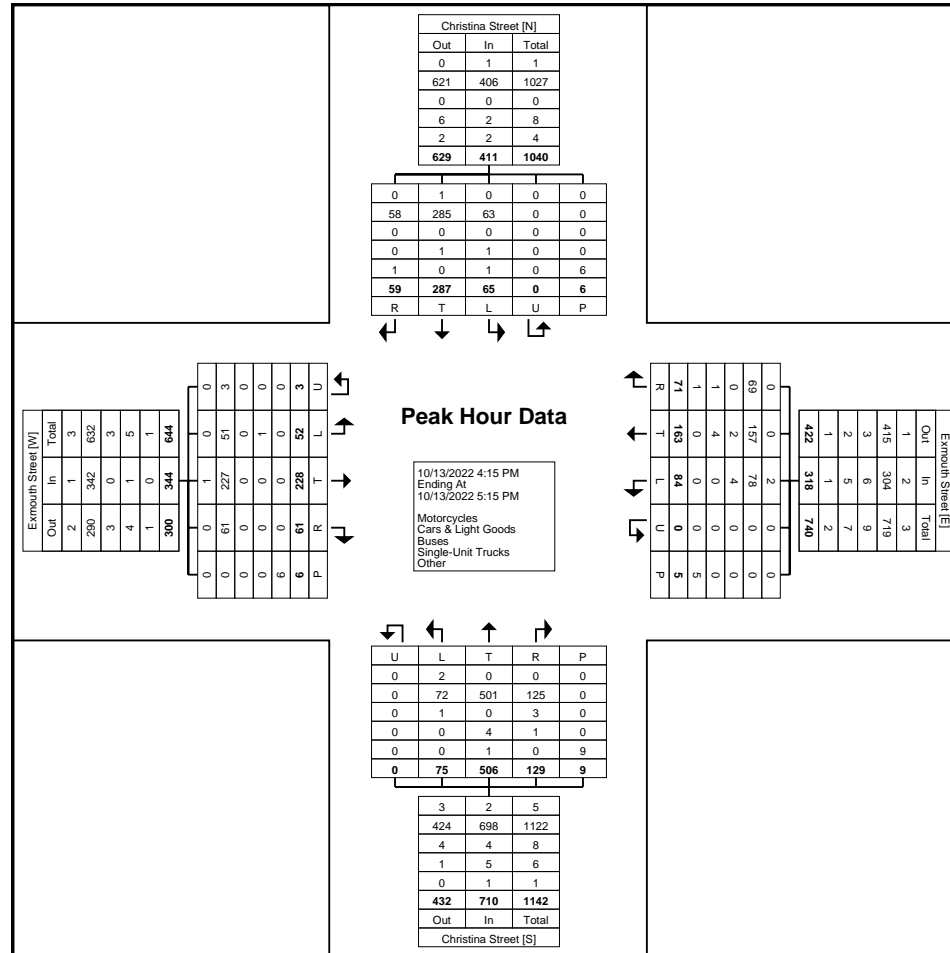 Christina Street [N]
Out In Total
0 1 1
621 406 1027
0 0 0
6 2 8
2 2 4
629 411 1040
0 1 0 0 0
58 285 63 0 0
0 0 0 0 0
0 1 1 0 0
1 0 1 0 6
59 287 65 0 6
R T L U P
Exmouth Street [W]
Total 3 632 3 5 1 644
In 1 342 0 1 0 344
Out 2 290 3 4 1 300
0 3 0 0 0 3 U
0 51 0 1 0 52 L
1 227 0 0 0 228 T
0 61 0 0 0 61 R
0 0 0 0 6 6 P
Peak Hour Data
10/13/2022 4:15 PM
Ending At
10/13/2022 5:15 PM
Motorcycles
Cars & Light Goods
Buses
Single-Unit Trucks
Other
R 71 1 1 0 69 0
T 163 0 4 2 157 0
L 84 0 0 4 78 2
U 0 0 0 0 0 0
P 5 5 0 0 0 0
422 1 2 3 415 1 Out
318 1 5 6 304 2 In
740 2 7 9 719 3 Total
Exmouth Street [E]
U L T R P
0 2 0 0 0
0 72 501 125 0
0 1 0 3 0
0 0 4 1 0
0 0 1 0 9
0 75 506 129 9
3 2 5
424 698 1122
4 4 8
1 5 6
0 1 1
432 710 1142
Out In Total
Christina Street [S]